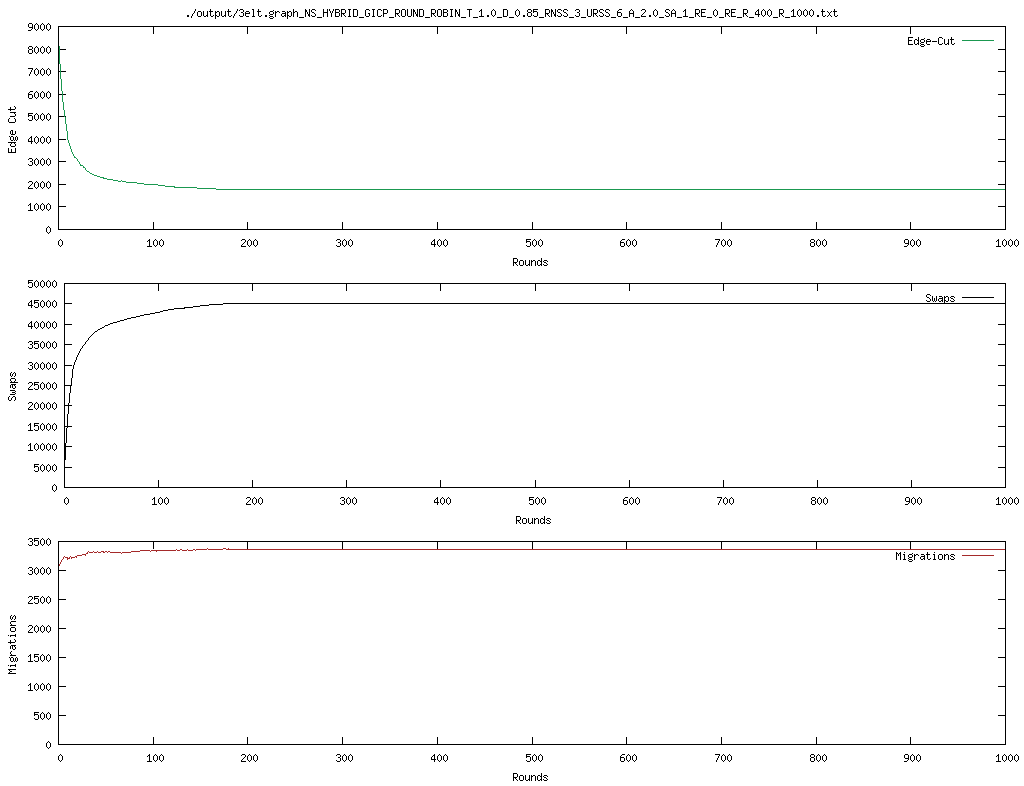 ./output/3elt.graph_NS_HYBRID_GICP_ROUND_ROBIN_T_1.0_D_0.85_RNSS_3_URSS_6_A_2.0_SA_1_RE_0_RE_R_400_R_1000.txt
9000
8000
7000
6000
5000
4000
3000
2000
1000
0
Edge Cut
Edge-Cut
0 100 200 300 400 500 600 700 800 900 1000
Rounds
50000
45000
40000
35000
30000
25000
20000
15000
10000
5000
0
Swaps
Swaps
0 100 200 300 400 500 600 700 800 900 1000
Rounds
3500
3000
2500
2000
1500
1000
500
0
Migrations
Migrations
0 100 200 300 400 500 600 700 800 900 1000
Rounds